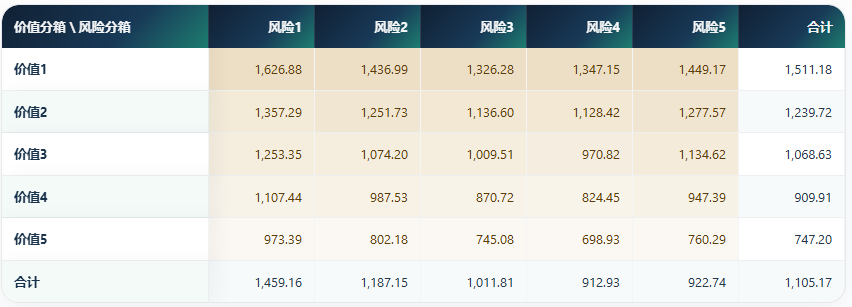 价值分箱 \ 风险分箱 风险1 风险2 风险3 风险4 风险5 合计
价值1 1,626.88 1,436.99 1,326.28 1,347.15 1,449.17 1,511.18
价值2 1,357.29 1,251.73 1,136.60 1,128.42 1,277.57 1,239.72
价值3 1,253.35 1,074.20 1,009.51 970.82 1,134.62 1,068.63
价值4 1,107.44 987.53 870.72 824.45 947.39 909.91
价值5 973.39 802.18 745.08 698.93 760.29 747.20
合计 1,459.16 1,187.15 1,011.81 912.93 922.74 1,105.17